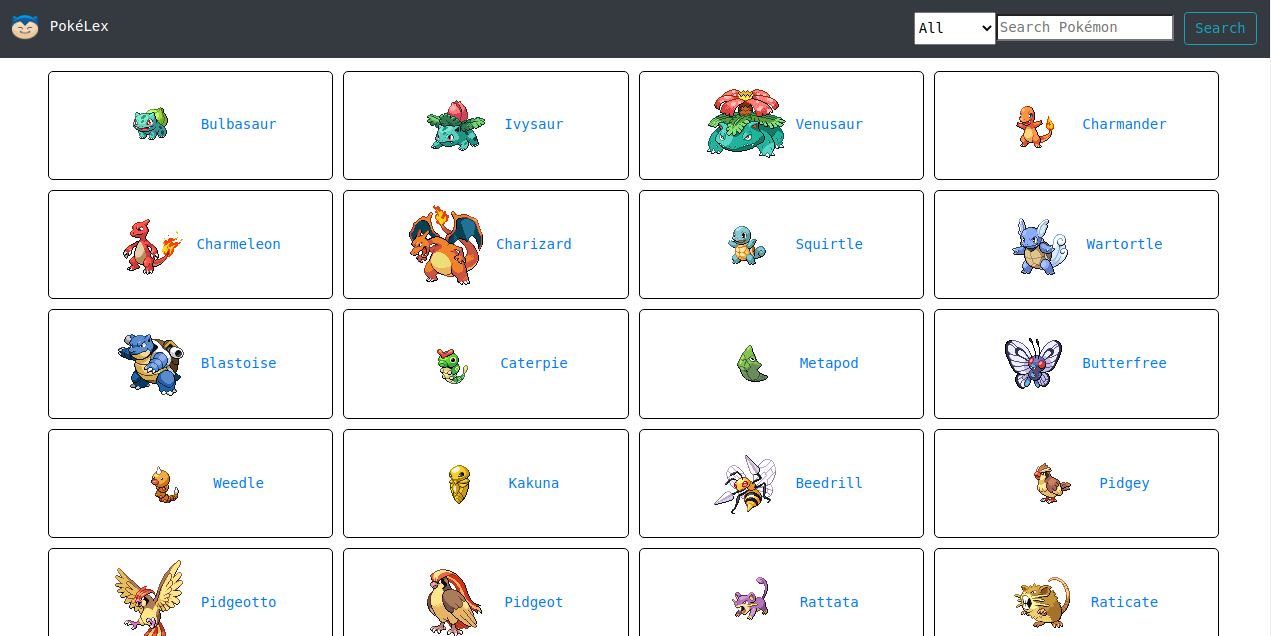 PokéLex All Search Pokémon Search
Bulbasaur Ivysaur Venusaur Charmander
Charmeleon Charizard Squirtle Wartortle
Blastoise Caterpie Metapod Butterfree
Weedle Kakuna Beedrill Pidgey
Pidgeotto Pidgeot Rattata Raticate